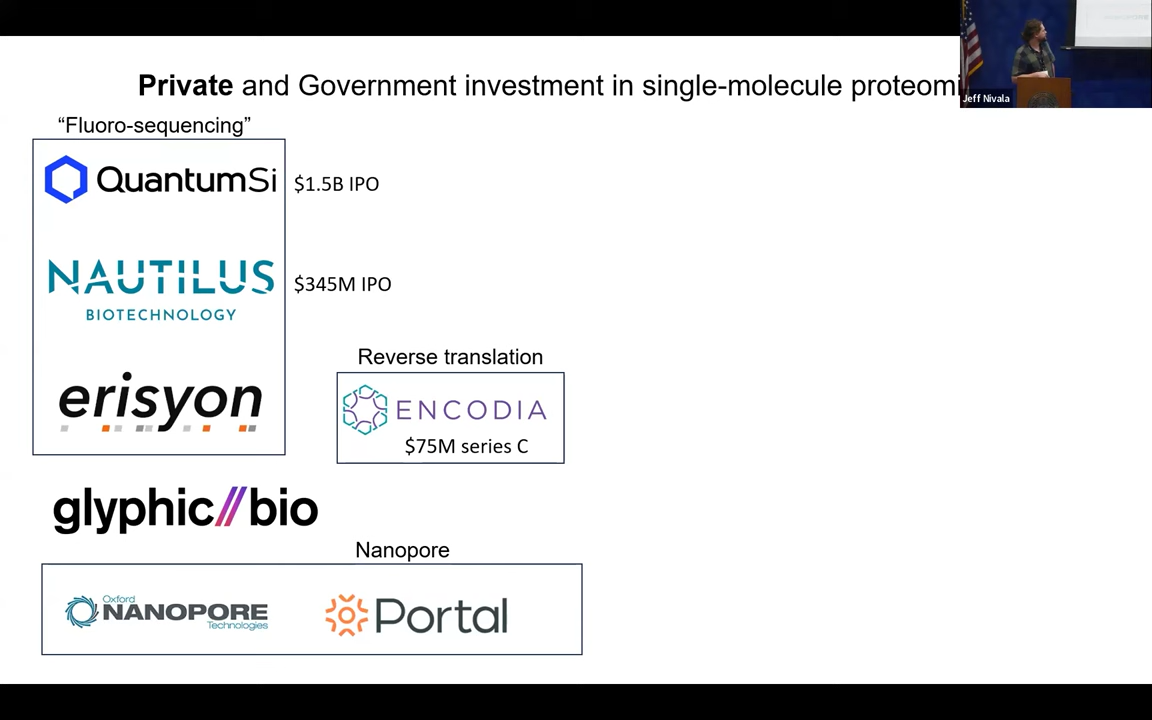 Private and Government investment in single-molecule proteomi
Jeff Nivala
“Fluoro-sequencing”
QuantumSi
$1.5B IPO
NAUTILUS
BIOTECHNOLOGY
$345M IPO
erisyon
Reverse translation
ENCODIA
$75M series C
glyphic//bio
Nanopore
Oxford
NANOPORE
Technologies
Portal